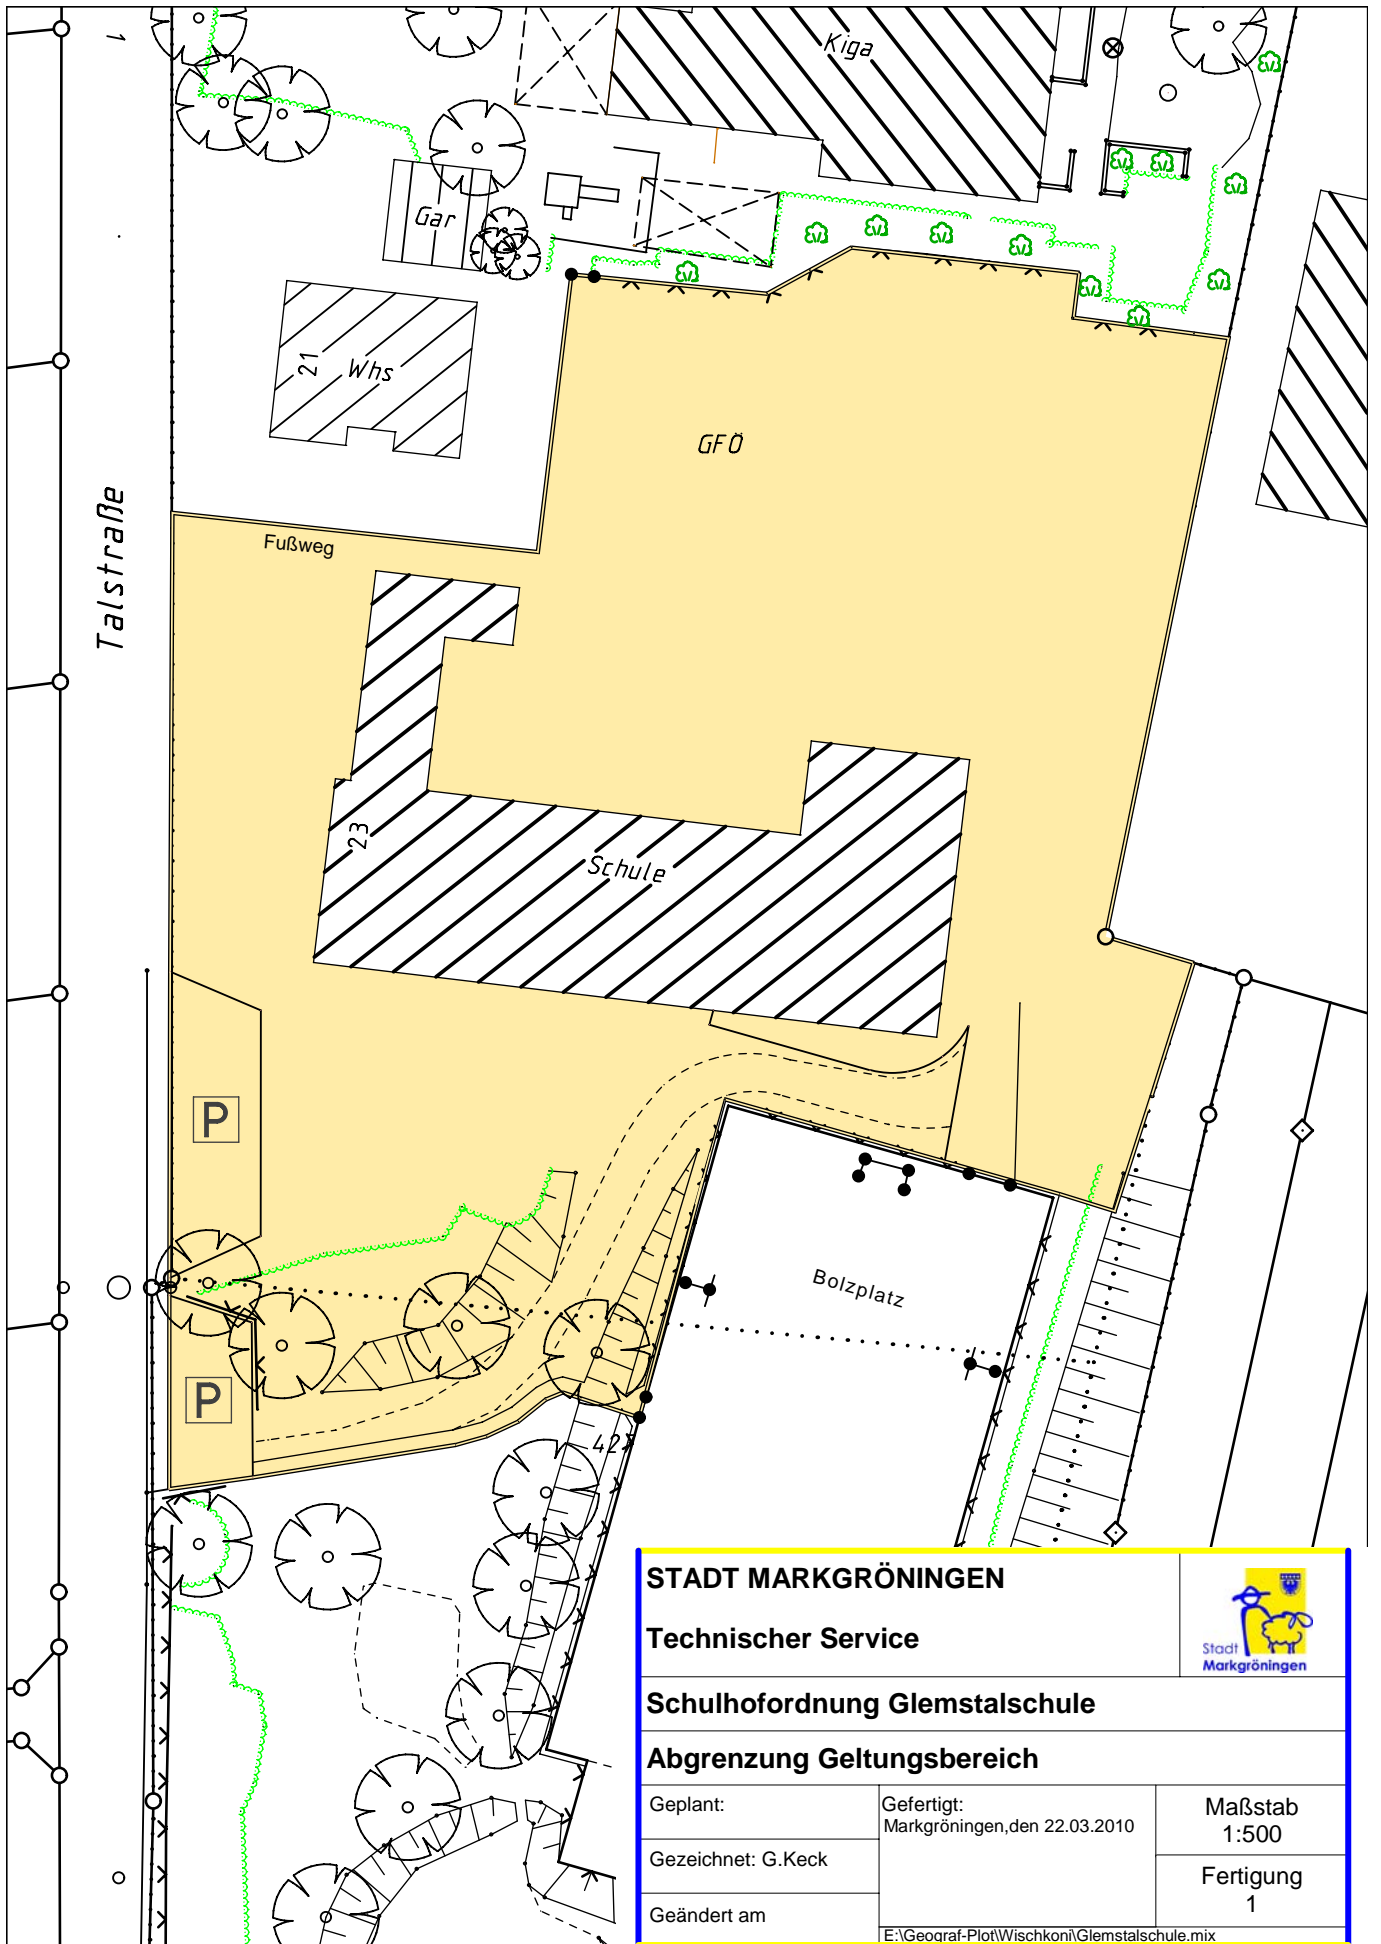 1
Kiga
Gar
21
Whs
GFÖ
Talstraße
Fußweg
23
Schule
P
Bolzplatz
P
42
STADT MARKGRÖNINGEN
Technischer Service
Stadt
Markgröningen
Schulhofordnung Glemstalschule
Abgrenzung Geltungsbereich
Geplant:
Gefertigt:
Markgröningen,den 22.03.2010
Maßstab
1:500
Gezeichnet: G.Keck
Fertigung
1
Geändert am
E:\Geograf-Plot\Wischkoni\Glemstalschule.mix